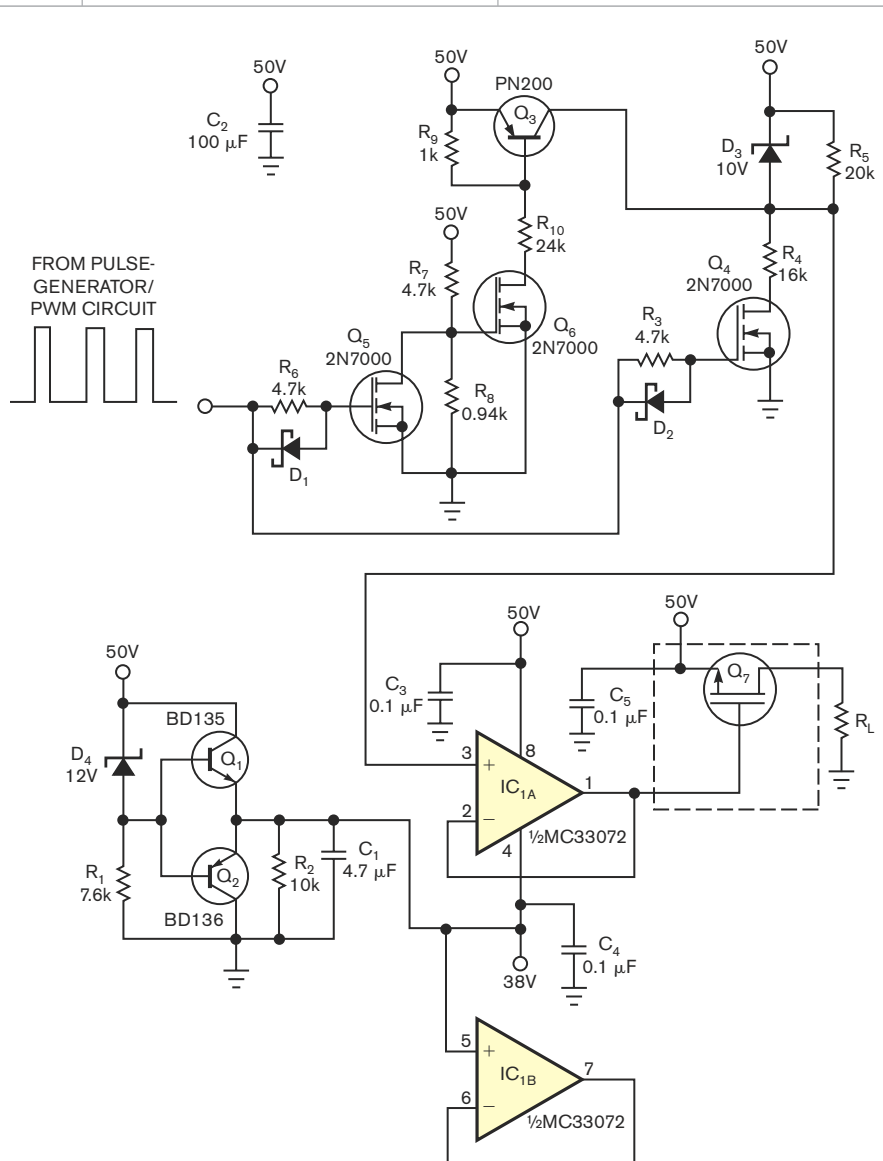 50V
C2
100 μF
50V
PN200
Q3
R9
1k
50V
D3
10V
R5
20k
R10
24k
50V
R7
4.7k
Q6
2N7000
Q4
2N7000
R4
16k
FROM PULSE-
GENERATOR/
PWM CIRCUIT
Q5
2N7000
R6
4.7k
D1
R8
0.94k
R3
4.7k
D2
50V
C3
0.1 μF
50V
C5
0.1 μF
Q7
RL
3
+
8
IC1A
1
2
−
4
½MC33072
50V
D4
12V
BD135
Q1
R1
7.6k
Q2
BD136
R2
10k
C1
4.7 μF
C4
0.1 μF
38V
5
+
7
IC1B
6
−
½MC33072